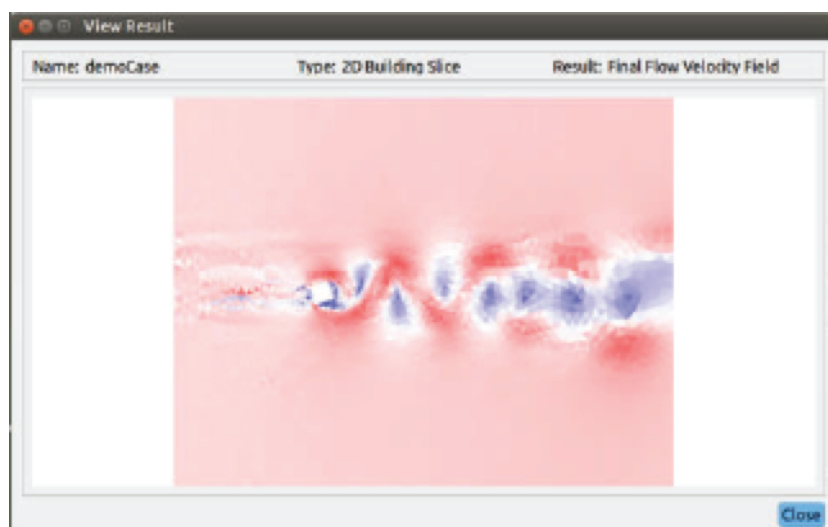 View Result
Name: demoCase Type: 2D Building Slice Result: Final Flow Velocity Field
Close